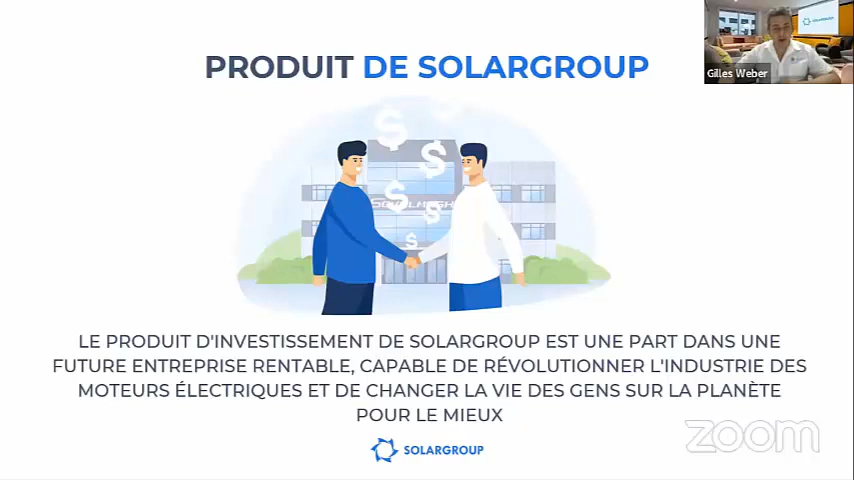 PRODUIT DE SOLARGROUP
Gilles Weber
LE PRODUIT D'INVESTISSEMENT DE SOLARGROUP EST UNE PART DANS UNE
FUTURE ENTREPRISE RENTABLE, CAPABLE DE RÉVOLUTIONNER L'INDUSTRIE DES
MOTEURS ÉLECTRIQUES ET DE CHANGER LA VIE DES GENS SUR LA PLANÈTE
POUR LE MIEUX
SOLARGROUP
zoom